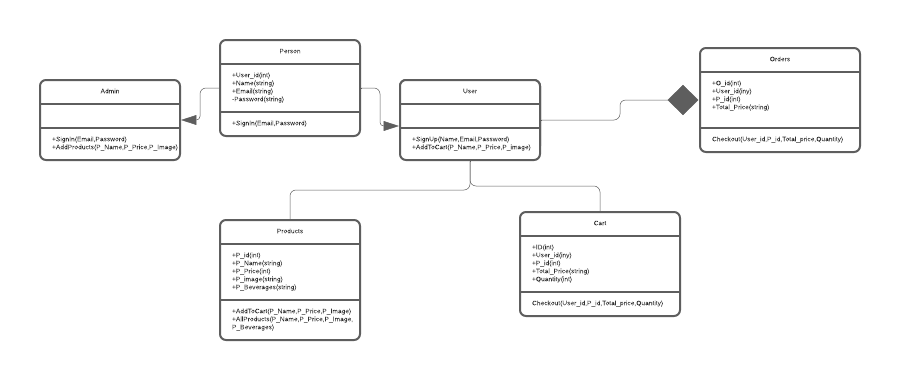 Person
+User_id(int)
+Name(string)
+Email(string)
-Password(string)
+SignIn(Email,Password)
Admin
+SignIn(Email,Password)
+AddProducts(P_Name,P_Price,P_Image)
User
+SignUp(Name,Email,Password)
+AddToCart(P_Name,P_Price,P_image)
Orders
+O_id(int)
+User_id(iny)
+P_id(int)
+Total_Price(string)
Checkout(User_id,P_id,Total_price,Quantity)
Products
+P_id(int)
+P_Name(string)
+P_Price(int)
+P_image(string)
+P_Beverages(string)
+AddToCart(P_Name,P_Price,P_Image)
+AllProducts(P_Name,P_Price,P_Image,
P_Beverages)
Cart
+ID(int)
+User_id(iny)
+P_id(int)
+Total_Price(string)
+Quantity(int)
Checkout(User_id,P_id,Total_price,Quantity)